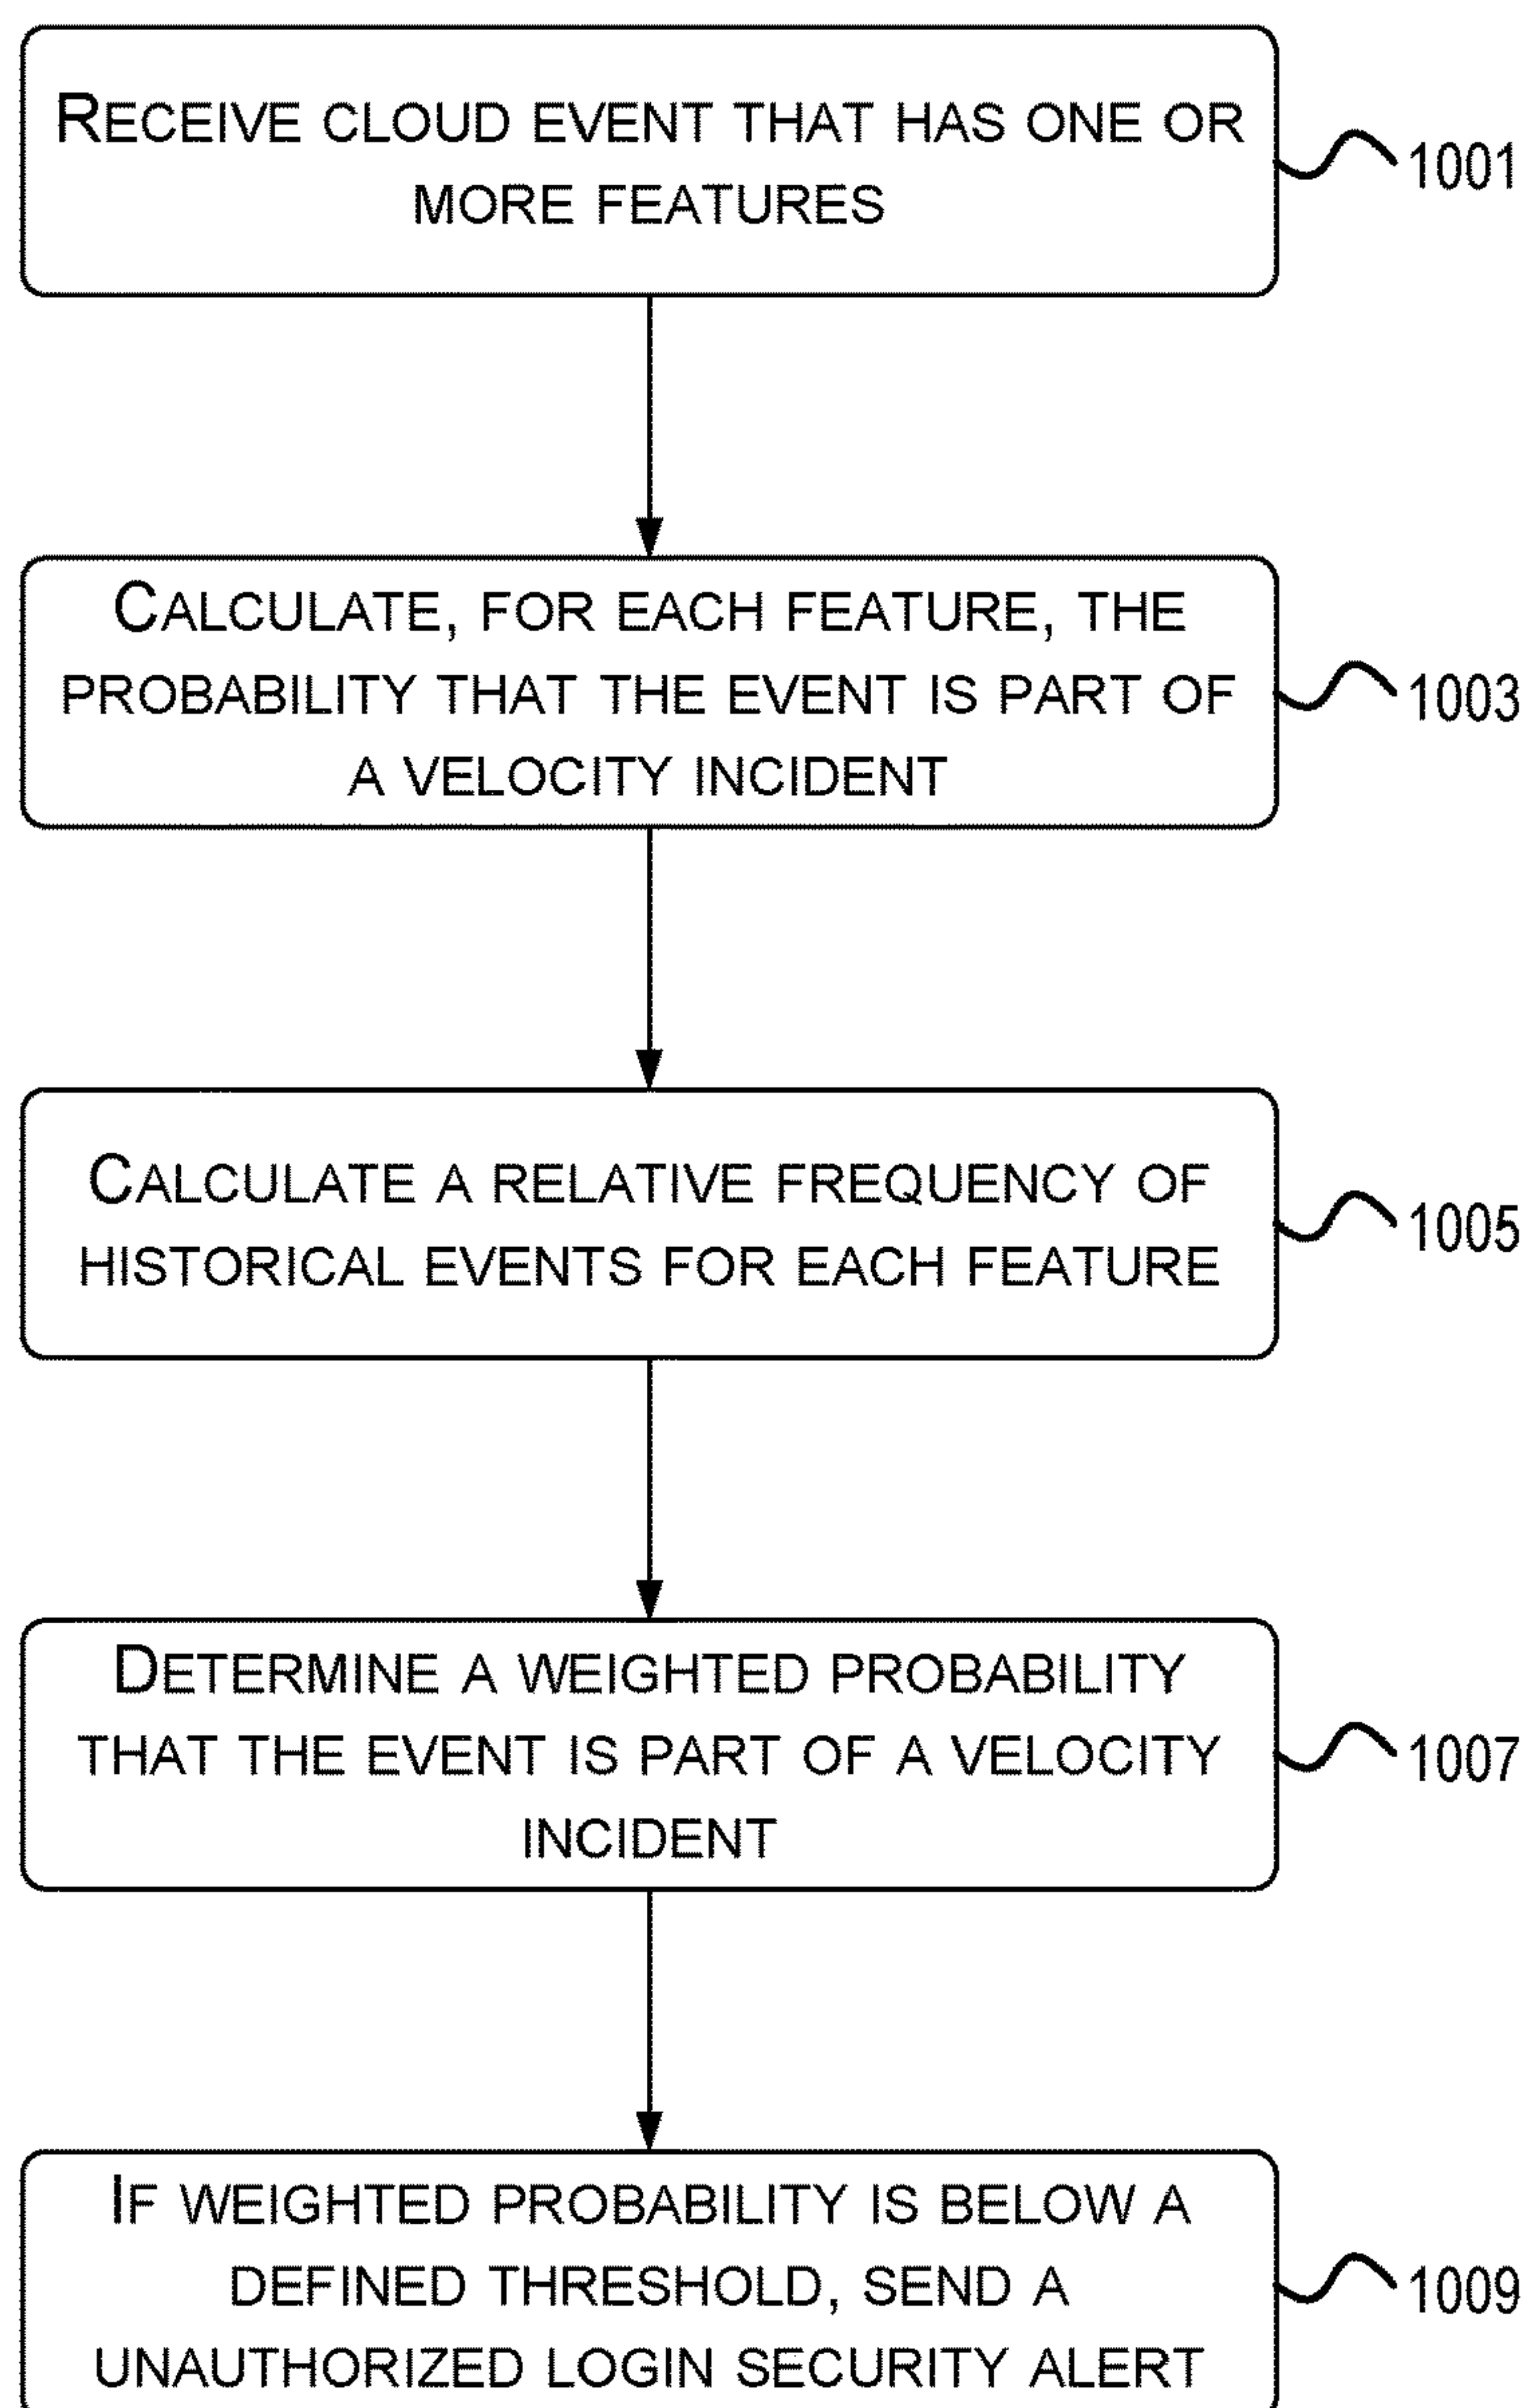 RECEIVE CLOUD EVENT THAT HAS ONE OR
MORE FEATURES
1001
CALCULATE, FOR EACH FEATURE, THE
PROBABILITY THAT THE EVENT IS PART OF
A VELOCITY INCIDENT
1003
CALCULATE A RELATIVE FREQUENCY OF
HISTORICAL EVENTS FOR EACH FEATURE
1005
DETERMINE A WEIGHTED PROBABILITY
THAT THE EVENT IS PART OF A VELOCITY
INCIDENT
1007
IF WEIGHTED PROBABILITY IS BELOW A
DEFINED THRESHOLD, SEND A
UNAUTHORIZED LOGIN SECURITY ALERT
1009